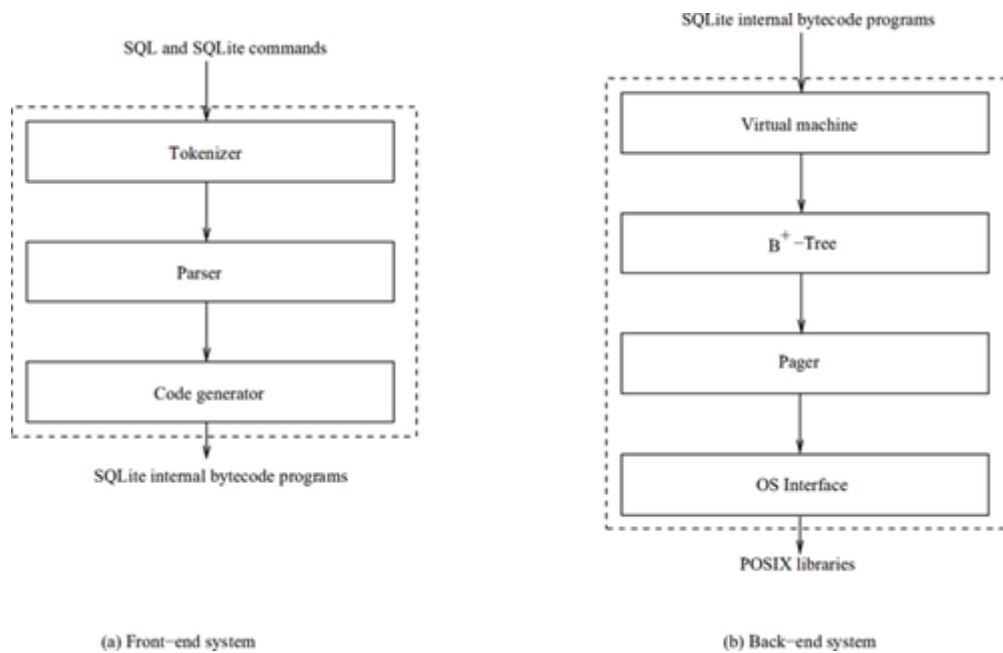 SQL and SQLite commands
Tokenizer
Parser
Code generator
SQLite internal bytecode programs
(a) Front-end system
SQLite internal bytecode programs
Virtual machine
B+-Tree
Pager
OS Interface
POSIX libraries
(b) Back-end system